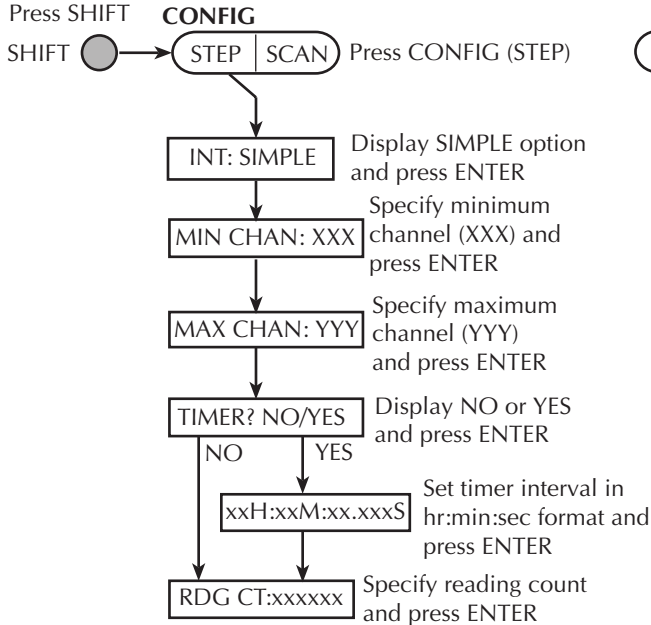 Press SHIFT
CONFIG
SHIFT
STEP SCAN
Press CONFIG (STEP)
INT: SIMPLE
Display SIMPLE option
and press ENTER
MIN CHAN: XXX
Specify minimum
channel (XXX) and
press ENTER
MAX CHAN: YYY
Specify maximum
channel (YYY)
and press ENTER
TIMER? NO/YES
Display NO or YES
and press ENTER
NO
YES
xxH:xxM:xx.xxxS
Set timer interval in
hr:min:sec format and
press ENTER
RDG CT:xxxxxx
Specify reading count
and press ENTER